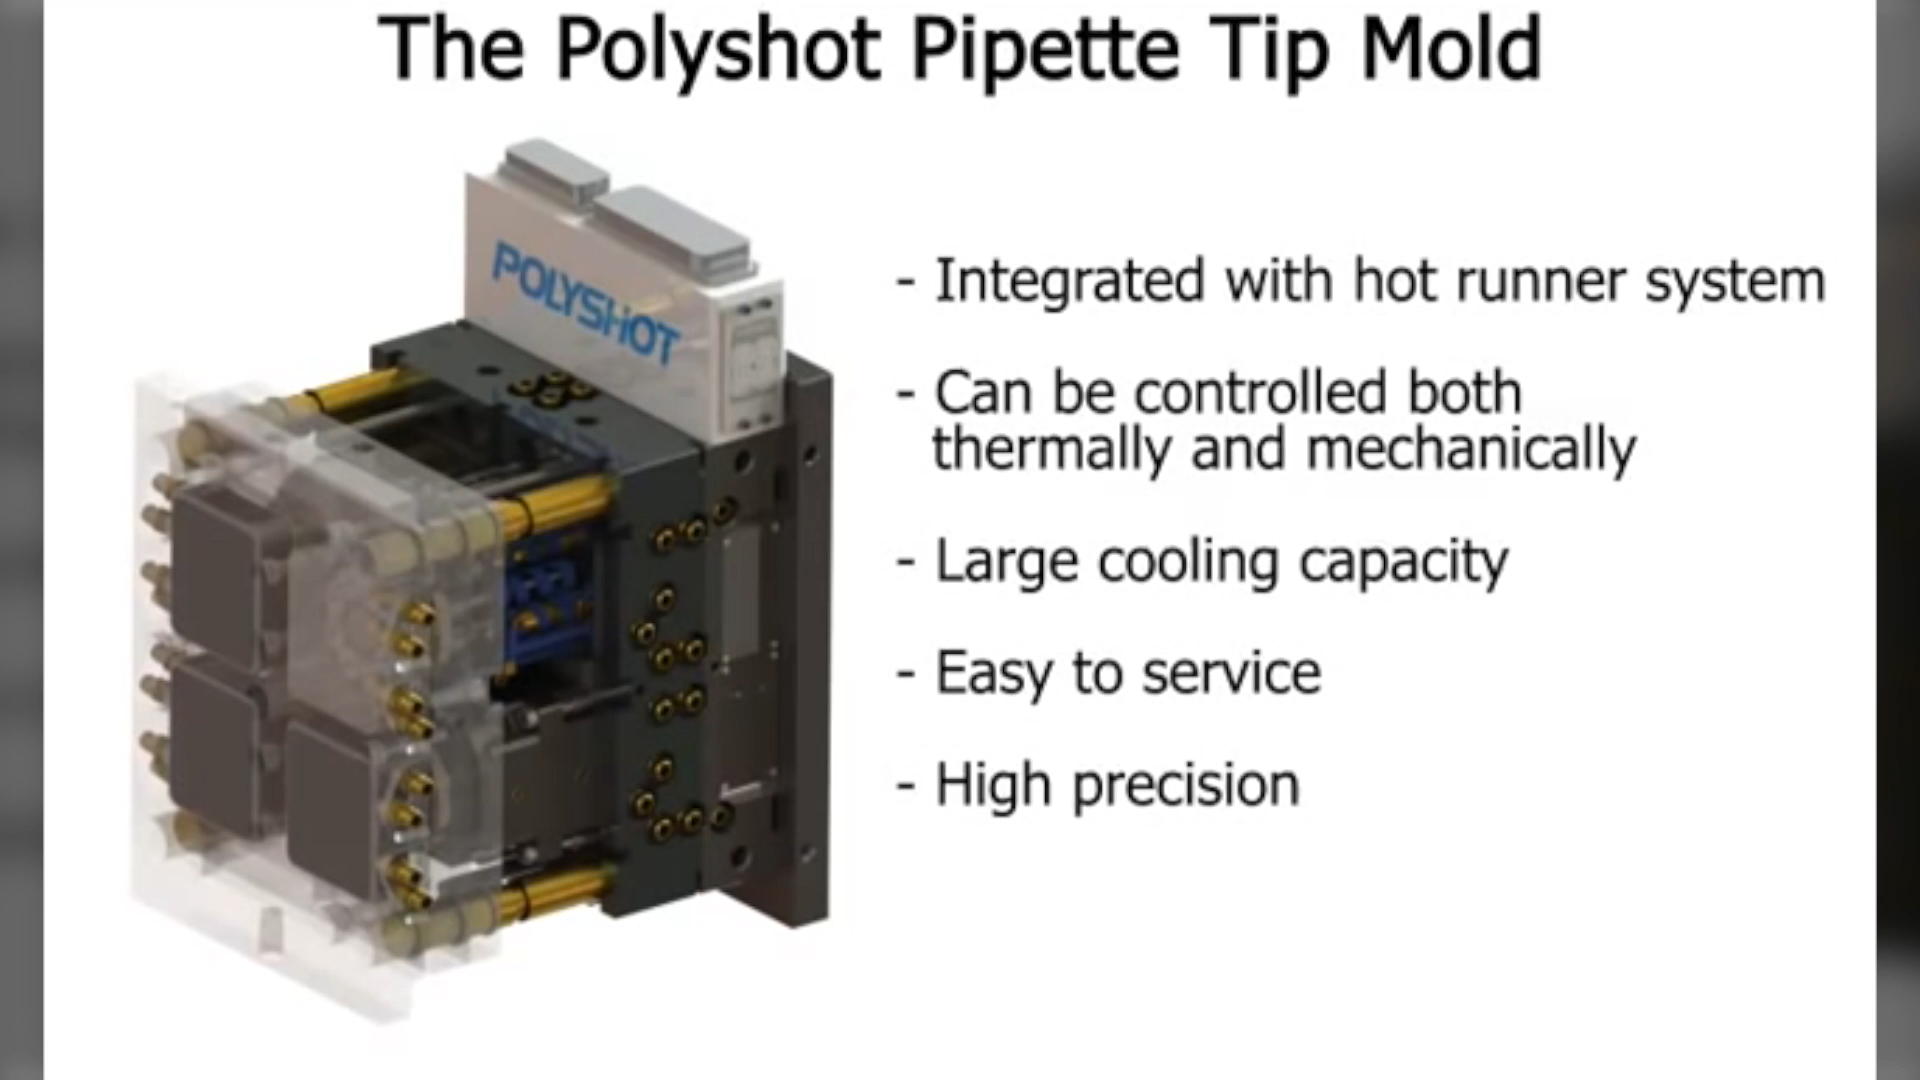 The Polyshot Pipette Tip Mold
POLYSHOT
- Integrated with hot runner system
- Can be controlled both
thermally and mechanically
- Large cooling capacity
- Easy to service
- High precision